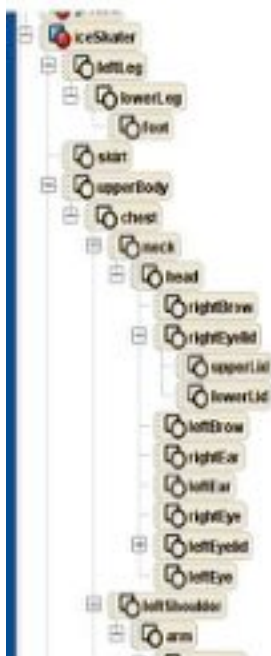 iceSkater
leftLeg
lowerLeg
foot
skirt
upperBody
chest
neck
head
rightBrow
rightEyelid
upperLid
lowerLid
leftBrow
rightEar
leftEar
rightEye
leftEyelid
leftEye
leftShoulder
arm